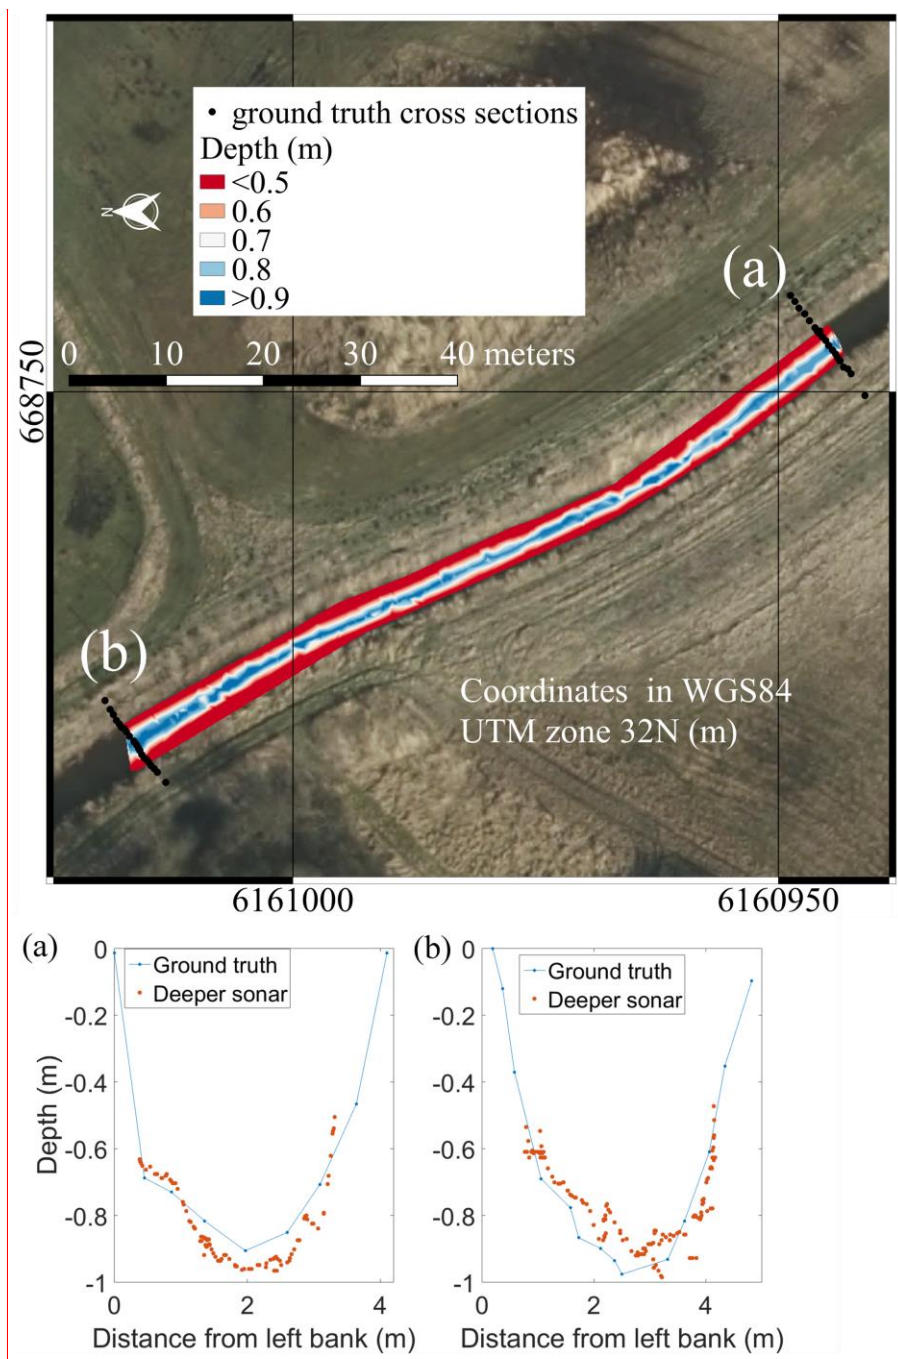 ground truth cross sections
Depth (m)
<0.5
0.6
0.7
0.8
>0.9
N
(a)
0 10 20 30 40 meters
668750
(b)
Coordinates in WGS84
UTM zone 32N (m)
6161000 6160950
(a)
Ground truth
Deeper sonar
0
-0.2
-0.4
-0.6
-0.8
-1
Depth (m)
0 2 4
Distance from left bank (m)
(b)
Ground truth
Deeper sonar
0
-0.2
-0.4
-0.6
-0.8
-1
0 2 4
Distance from left bank (m)